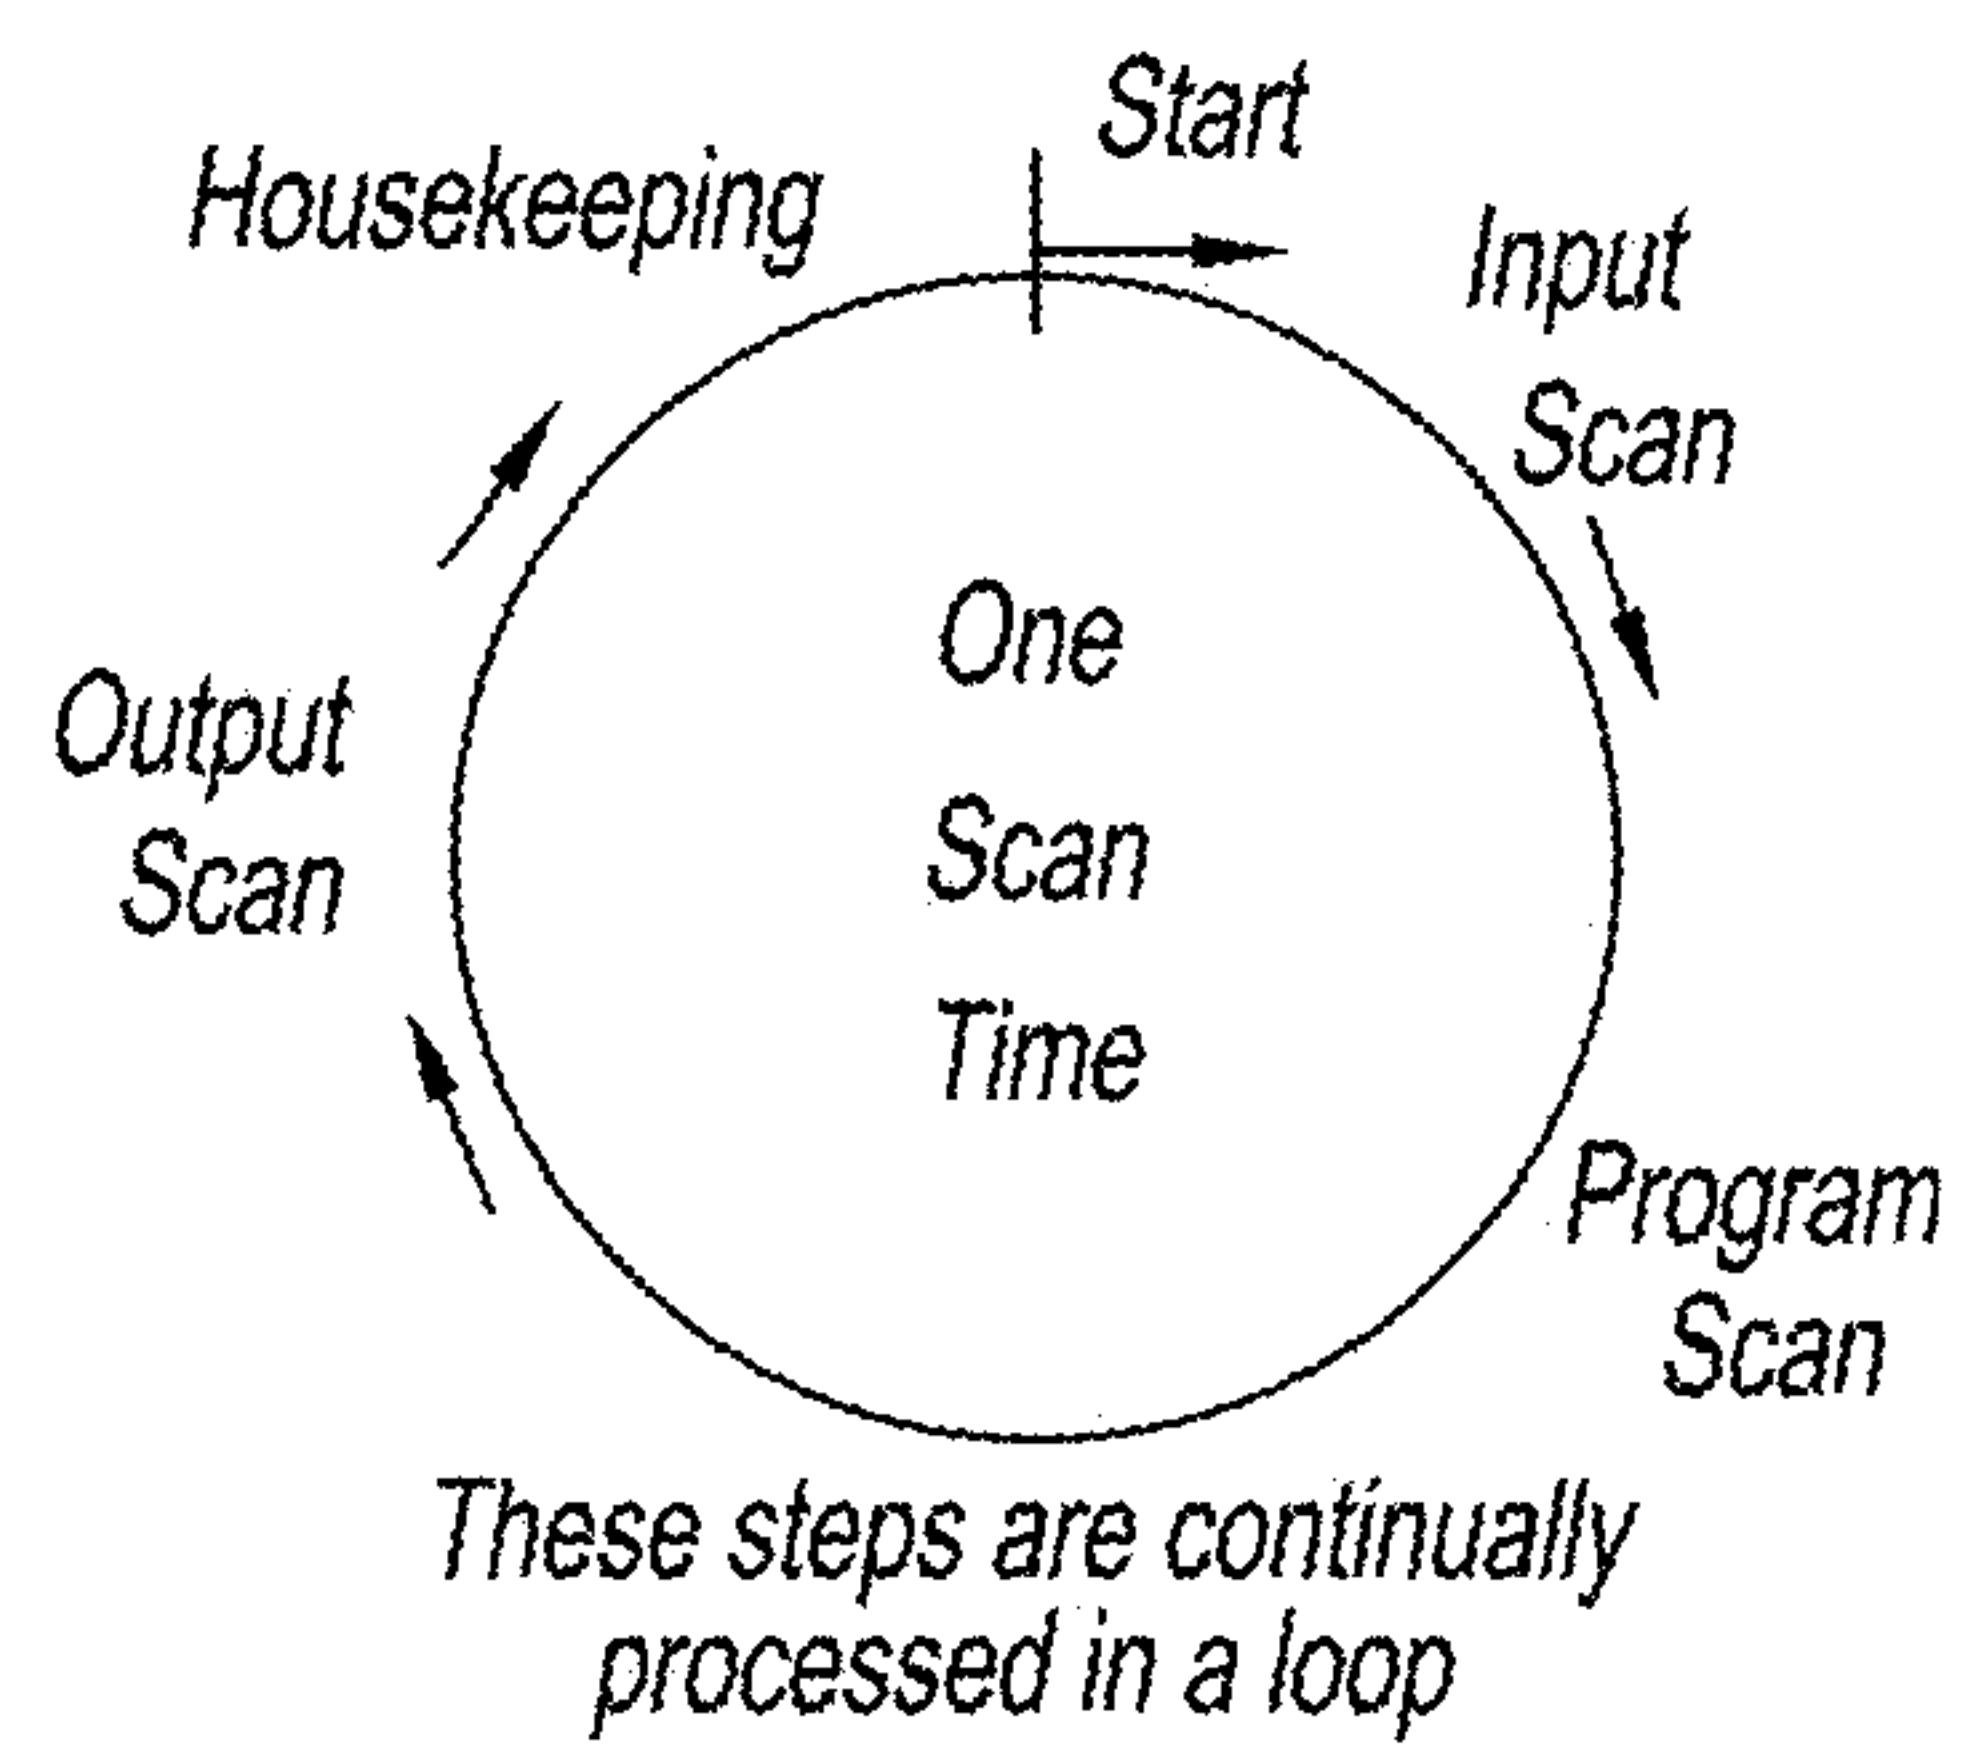 Start
Housekeeping
Input
Scan
One
Scan
Time
Output
Scan
Program
Scan
These steps are continually
processed in a loop